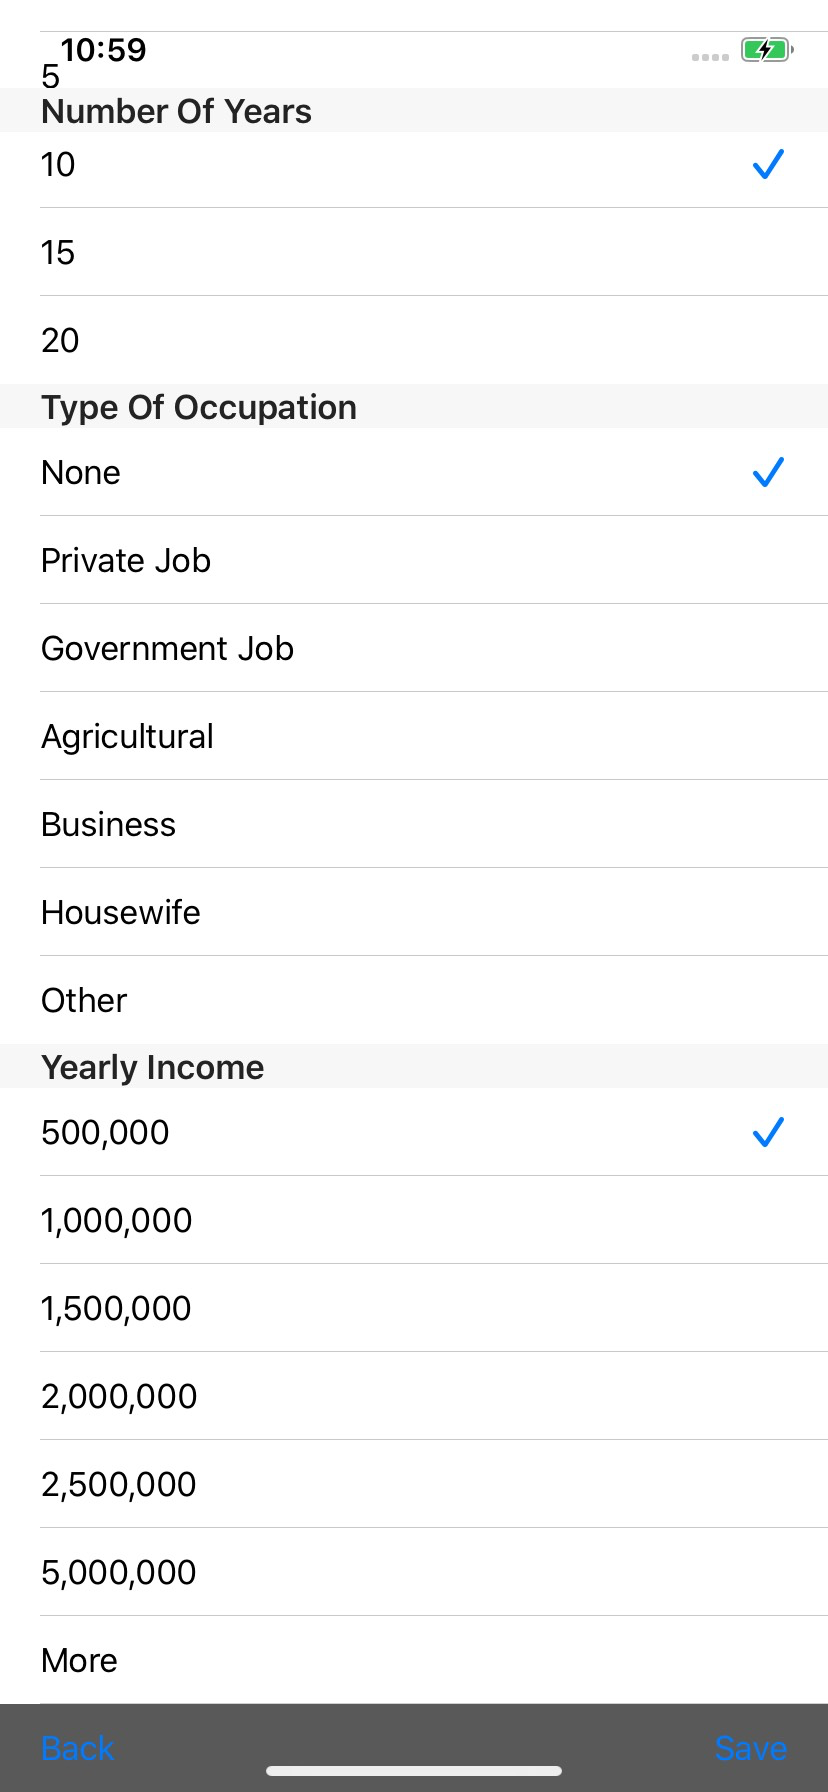 10:59
5
Number Of Years
10
15
20
Type Of Occupation
None
Private Job
Government Job
Agricultural
Business
Housewife
Other
Yearly Income
500,000
1,000,000
1,500,000
2,000,000
2,500,000
5,000,000
More
Back
Save